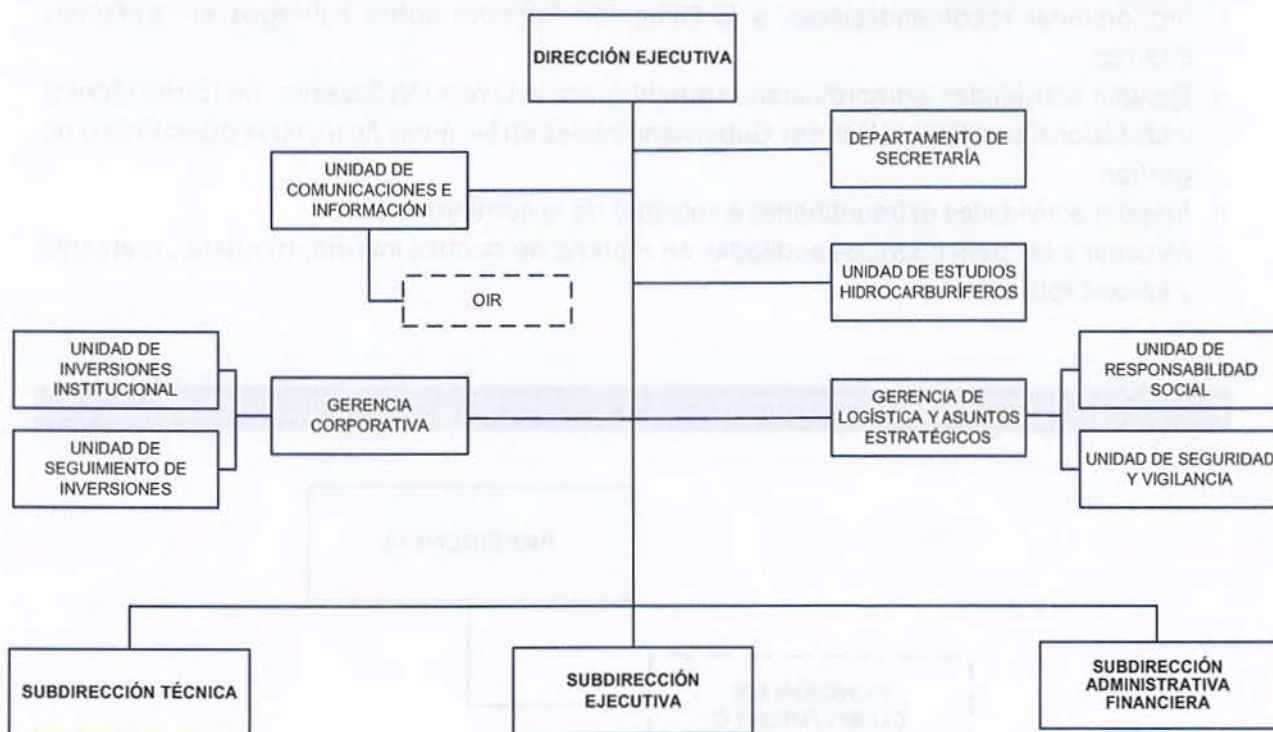 DIRECCIÓN EJECUTIVA
DEPARTAMENTO DE
SECRETARÍA
UNIDAD DE
COMUNICACIONES E
INFORMACIÓN
UNIDAD DE ESTUDIOS
HIDROCARBURÍFEROS
OIR
UNIDAD DE
INVERSIONES
INSTITUCIONAL
UNIDAD DE
RESPONSABILIDAD
SOCIAL
GERENCIA
CORPORATIVA
GERENCIA DE
LOGÍSTICA Y ASUNTOS
ESTRATÉGICOS
UNIDAD DE
SEGUIMIENTO DE
INVERSIONES
UNIDAD DE SEGURIDAD
Y VIGILANCIA
SUBDIRECCIÓN TÉCNICA
SUBDIRECCIÓN
EJECUTIVA
SUBDIRECCIÓN
ADMINISTRATIVA
FINANCIERA